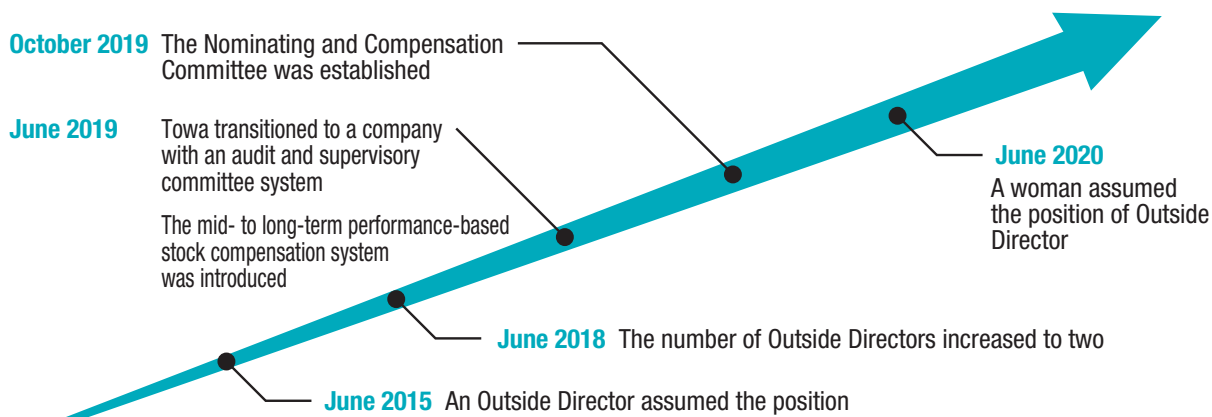 October 2019 The Nominating and Compensation
Committee was established
June 2019 Towa transitioned to a company
with an audit and supervisory
committee system
The mid- to long-term performance-based
stock compensation system
was introduced
June 2020
A woman assumed
the position of Outside
Director
June 2018 The number of Outside Directors increased to two
June 2015 An Outside Director assumed the position